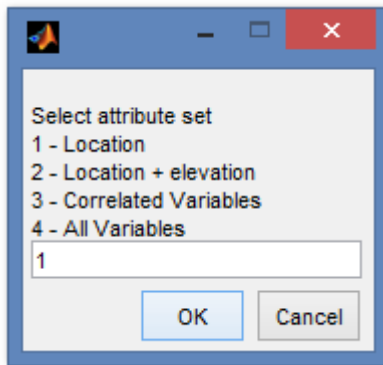 Select attribute set
1 - Location
2 - Location + elevation
3 - Correlated Variables
4 - All Variables
1
OK
Cancel